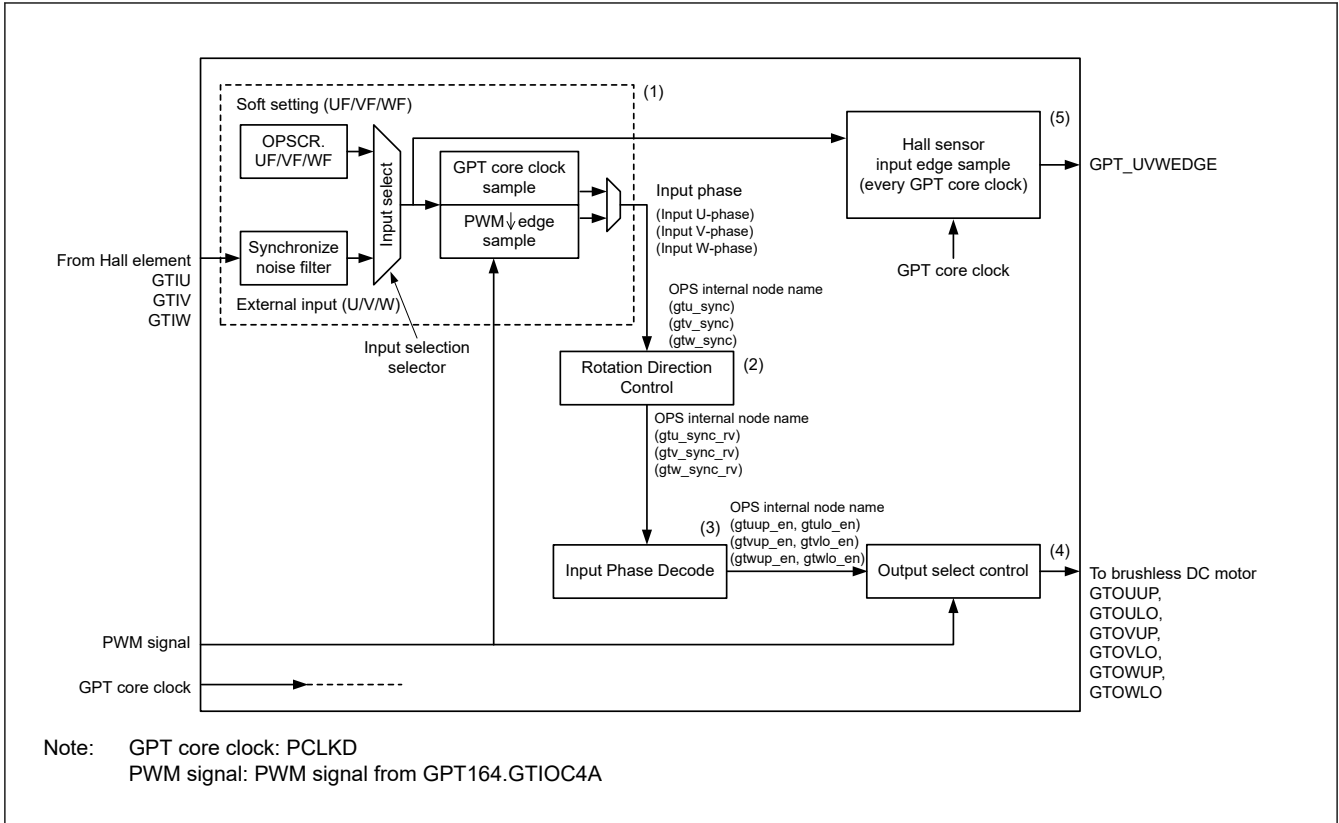 (1)
Soft setting (UF/VF/WF)
OPSCR.
UF/VF/WF
Input select
GPT core clock
sample
PWM↓edge
sample
Synchronize
noise filter
External input (U/V/W)
From Hall element
GTIU
GTIV
GTIW
Input selection
selector
Input phase
(Input U-phase)
(Input V-phase)
(Input W-phase)
(5)
Hall sensor
input edge sample
(every GPT core clock)
GPT_UVWEDGE
GPT core clock
OPS internal node name
(gtu_sync)
(gtv_sync)
(gtw_sync)
(2)
Rotation Direction
Control
OPS internal node name
(gtu_sync_rv)
(gtv_sync_rv)
(gtw_sync_rv)
OPS internal node name
(gtuup_en, gtulo_en)
(gtvup_en, gtvlo_en)
(gtwup_en, gtwlo_en)
(3)
Input Phase Decode
Output select control
(4)
To brushless DC motor
GTOUUP,
GTOULO,
GTOVUP,
GTOVLO,
GTOWUP,
GTOWLO
PWM signal
GPT core clock
Note: GPT core clock: PCLKD
PWM signal: PWM signal from GPT164.GTIOC4A